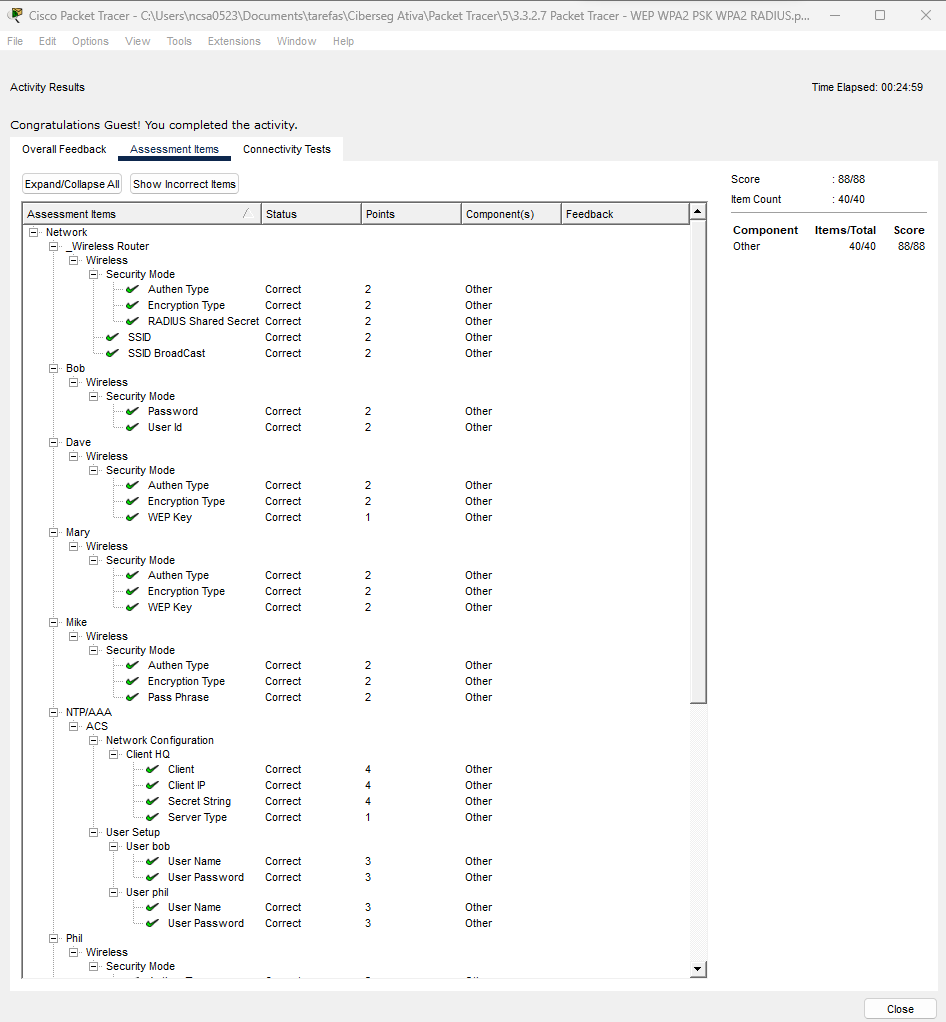 Cisco Packet Tracer - C:\Users\ncsa0523\Documents\tarefas\Ciberseg Ativa\Packet Tracer\5\3.3.2.7 Packet Tracer - WEP WPA2 PSK WPA2 RADIUS.p...
File Edit Options View Tools Extensions Window Help
Activity Results
Time Elapsed: 00:24:59
Congratulations Guest! You completed the activity.
Overall Feedback Assessment Items Connectivity Tests
Expand/Collapse All Show Incorrect Items
Assessment Items Status Points Component(s) Feedback
Network
_Wireless Router
Wireless
Security Mode
Authen Type Correct 2 Other
Encryption Type Correct 2 Other
RADIUS Shared Secret Correct 2 Other
SSID Correct 2 Other
SSID BroadCast Correct 2 Other
Bob
Wireless
Security Mode
Password Correct 2 Other
User Id Correct 2 Other
Dave
Wireless
Security Mode
Authen Type Correct 2 Other
Encryption Type Correct 2 Other
WEP Key Correct 1 Other
Mary
Wireless
Security Mode
Authen Type Correct 2 Other
Encryption Type Correct 2 Other
WEP Key Correct 2 Other
Mike
Wireless
Security Mode
Authen Type Correct 2 Other
Encryption Type Correct 2 Other
Pass Phrase Correct 2 Other
NTP/AAA
ACS
Network Configuration
Client HQ
Client Correct 4 Other
Client IP Correct 4 Other
Secret String Correct 4 Other
Server Type Correct 1 Other
User Setup
User bob
User Name Correct 3 Other
User Password Correct 3 Other
User phil
User Name Correct 3 Other
User Password Correct 3 Other
Phil
Wireless
Security Mode
Score : 88/88
Item Count : 40/40
Component Items/Total Score
Other 40/40 88/88
Close